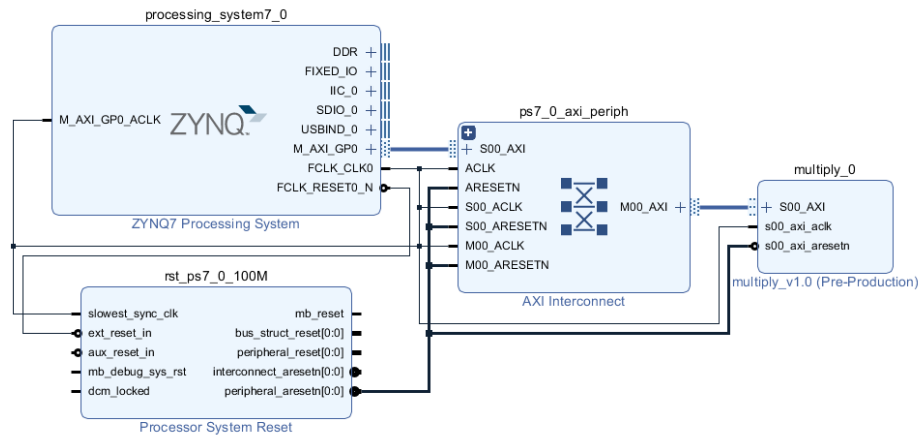 processing_system7_0
DDR
FIXED_IO
IIC_0
SDIO_0
USBIND_0
M_AXI_GP0_ACLK
ZYNQ
M_AXI_GP0
FCLK_CLK0
FCLK_RESET0_N
ZYNQ7 Processing System
ps7_0_axi_periph
S00_AXI
ACLK
ARESETN
S00_ACLK
M00_AXI
S00_ARESETN
M00_ACLK
M00_ARESETN
AXI Interconnect
multiply_0
S00_AXI
s00_axi_aclk
s00_axi_aresetn
multiply_v1.0 (Pre-Production)
rst_ps7_0_100M
slowest_sync_clk
mb_reset
ext_reset_in
bus_struct_reset[0:0]
aux_reset_in
peripheral_reset[0:0]
mb_debug_sys_rst
interconnect_aresetn[0:0]
dcm_locked
peripheral_aresetn[0:0]
Processor System Reset